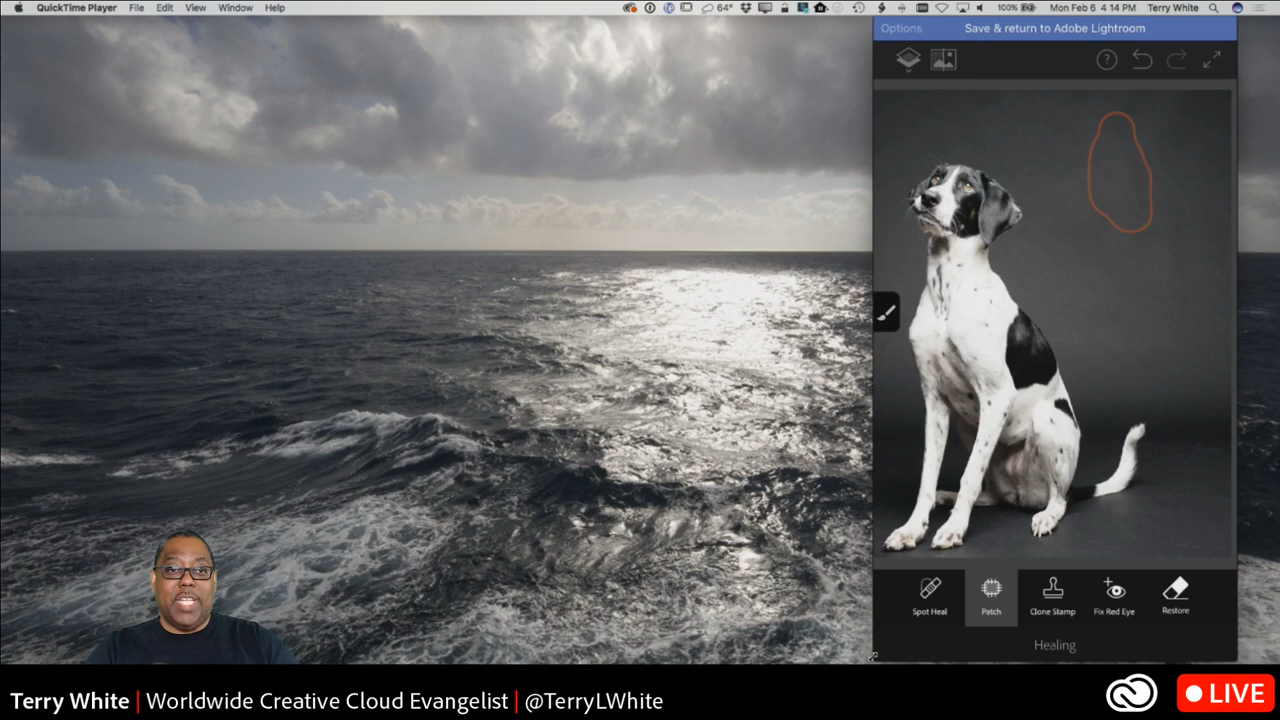 QuickTime Player File Edit View Window Help 64° 100% Mon Feb 6 4:14 PM Terry White
Options Save & return to Adobe Lightroom
?
Spot Heal Patch Clone Stamp Fix Red Eye Restore
Healing
Terry White | Worldwide Creative Cloud Evangelist | @TerryLWhite
LIVE